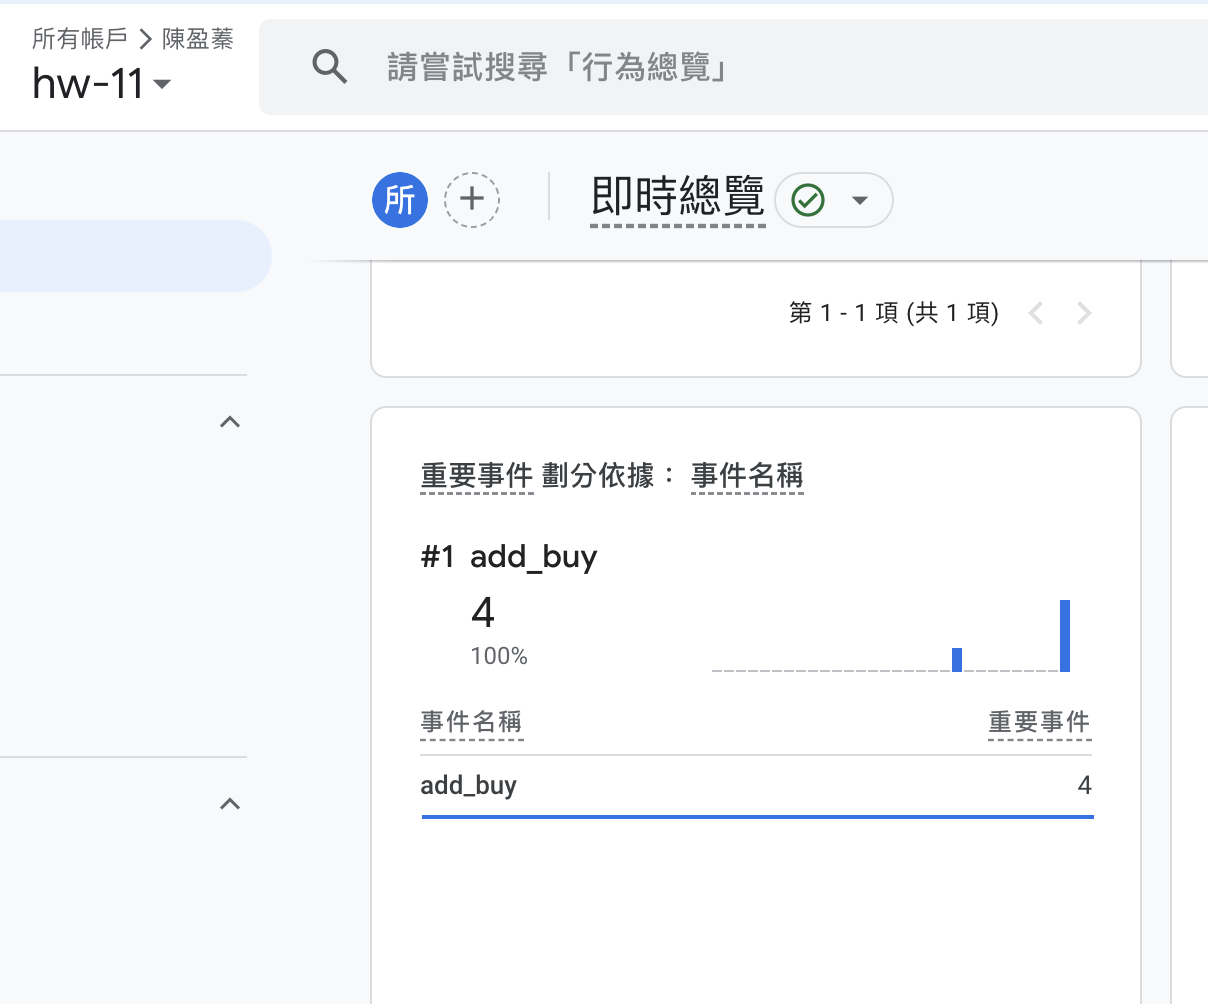 所有帳戶 > 陳盈蓁
hw-11
請嘗試搜尋「行為總覽」
所
即時總覽
第 1 - 1 項 (共 1 項)
重要事件 劃分依據： 事件名稱
#1 add_buy
4
100%
事件名稱 重要事件
add_buy 4